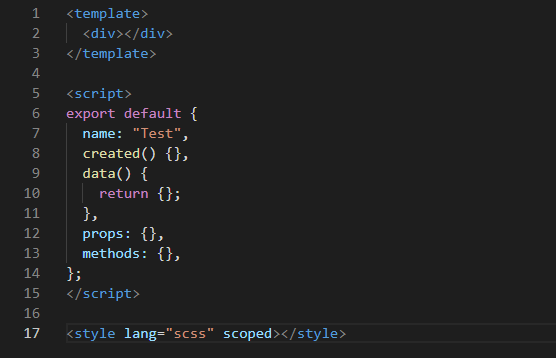 1 <template>
2   <div></div>
3 </template>
4
5 <script>
6 export default {
7   name: "Test",
8   created() {},
9   data() {
10     return {};
11   },
12   props: {},
13   methods: {},
14 };
15 </script>
16
17 <style lang="scss" scoped></style>